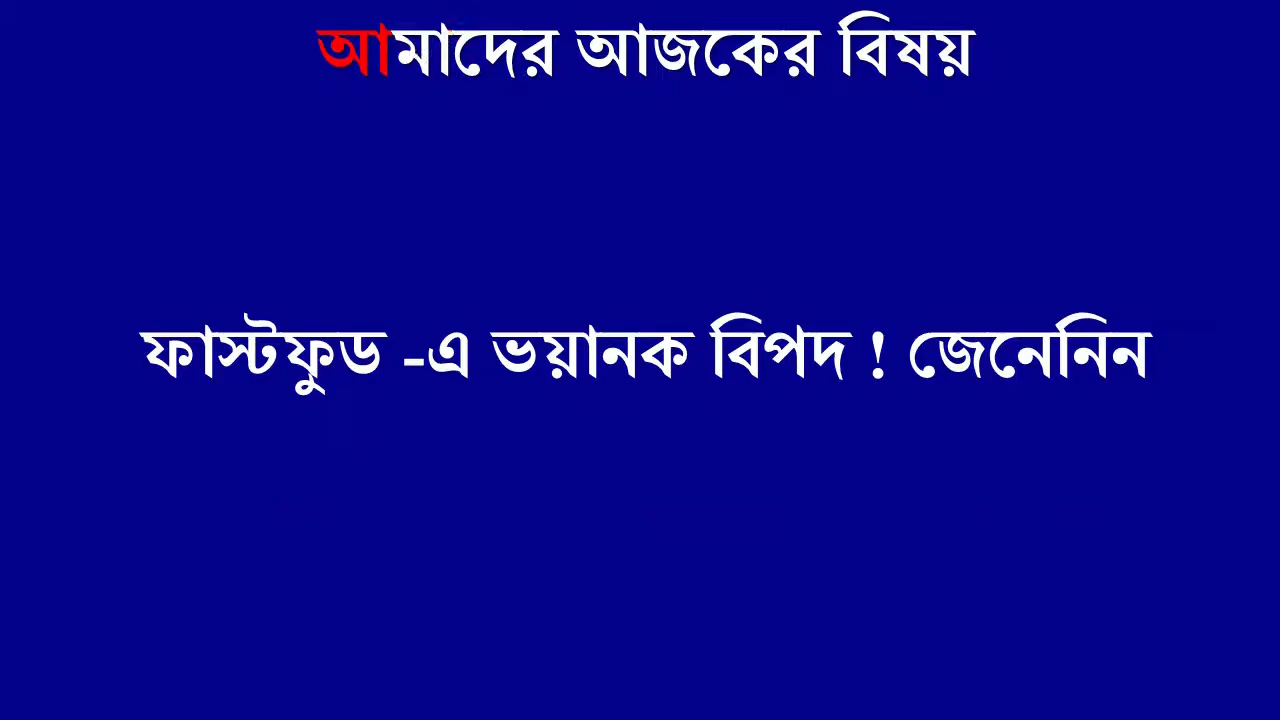 আমাদের আজকের বিষয়
ফাস্টফুড -এ ভয়ানক বিপদ ! জেনেনিন